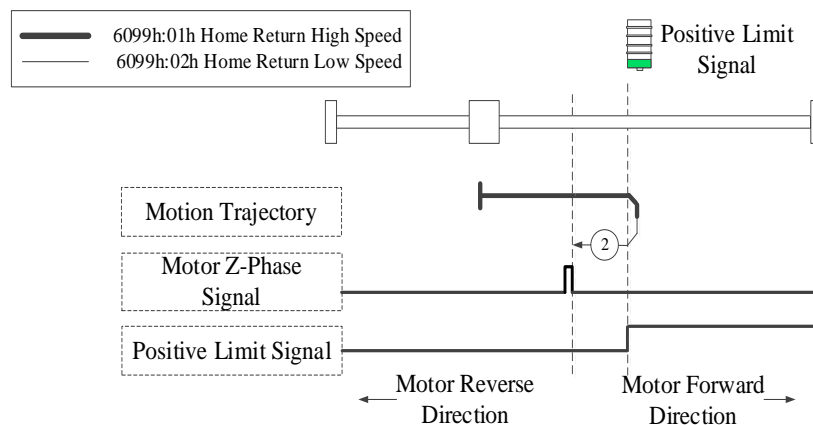 6099h:01h Home Return High Speed
6099h:02h Home Return Low Speed
Positive Limit
Signal
Motion Trajectory
2
Motor Z-Phase
Signal
Positive Limit Signal
Motor Reverse
Direction
Motor Forward
Direction